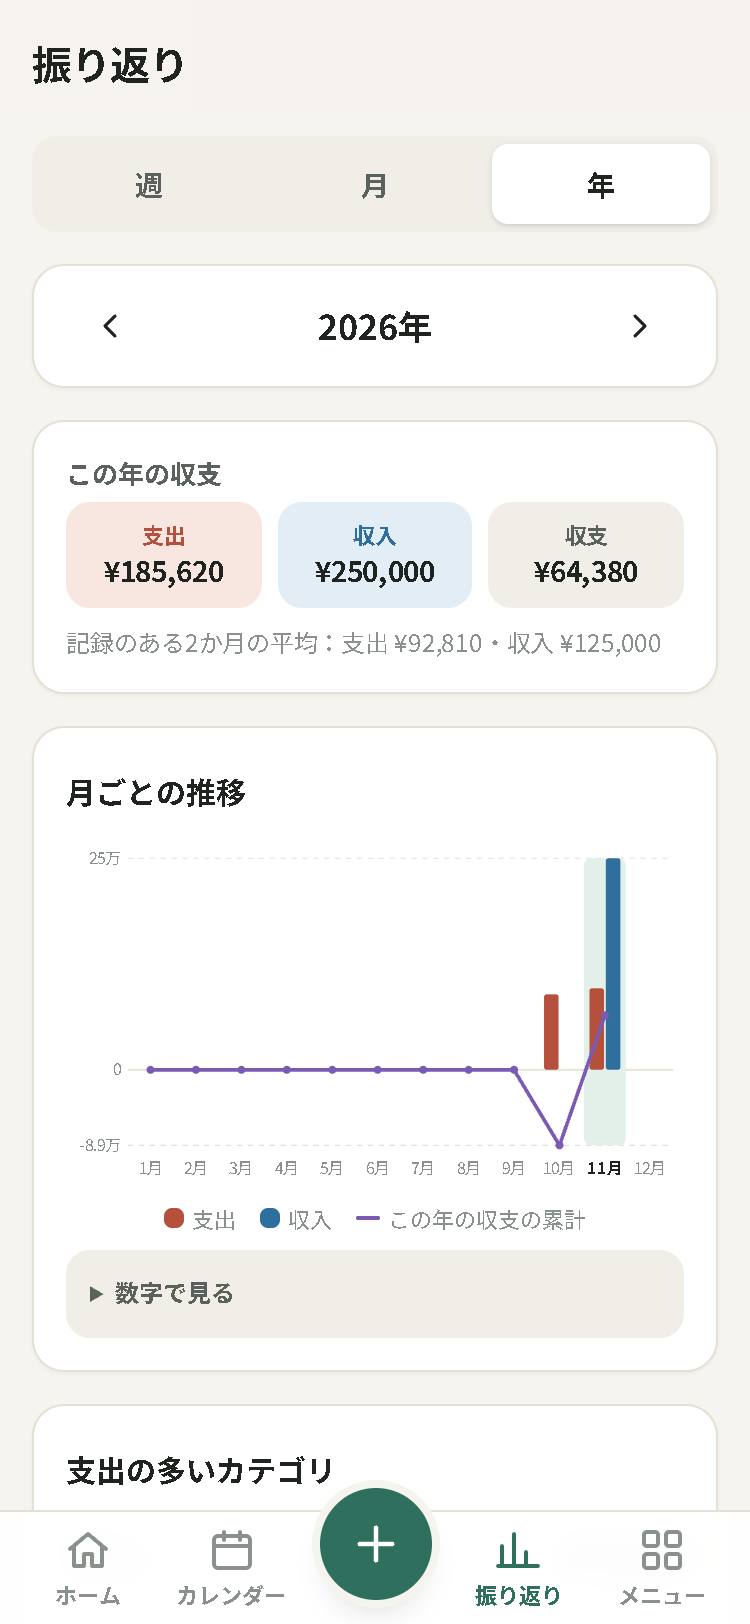 振り返り
週 月 年
2026年
この年の収支
支出 収入 収支
¥185,620 ¥250,000 ¥64,380
記録のある2か月の平均：支出 ¥92,810・収入 ¥125,000
月ごとの推移
25万
0
-8.9万
1月 2月 3月 4月 5月 6月 7月 8月 9月 10月 11月 12月
支出 収入 この年の収支の累計
▶ 数字で見る
支出の多いカテゴリ
ホーム カレンダー 振り返り メニュー